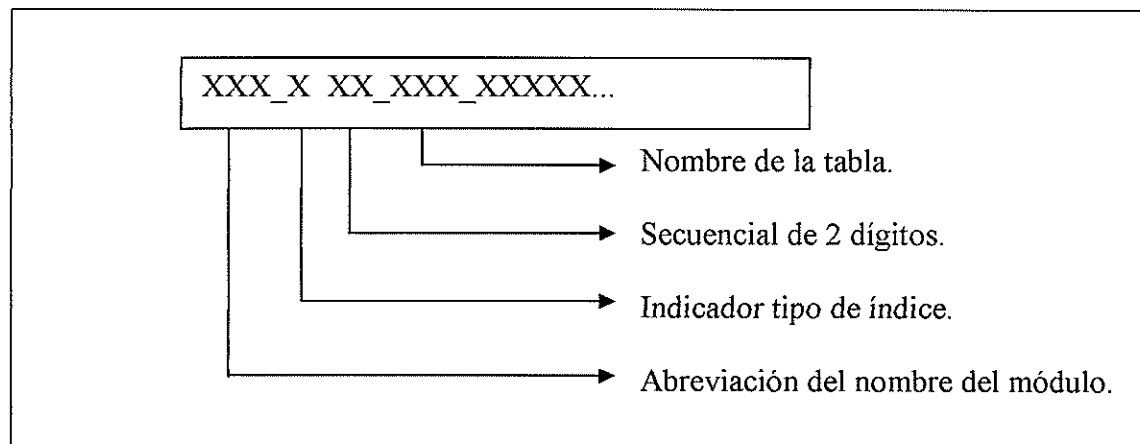 XXX_X XX_XXX_XXXXX...
Nombre de la tabla.
Secuencial de 2 dígitos.
Indicador tipo de índice.
Abreviación del nombre del módulo.